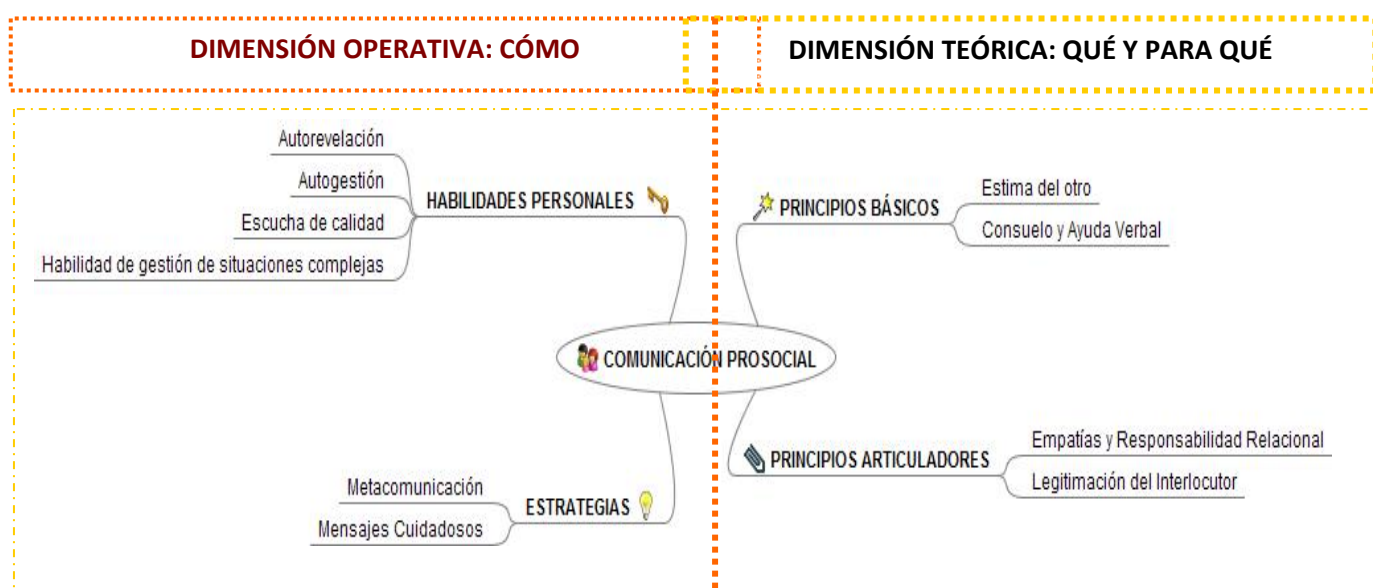 DIMENSIÓN OPERATIVA: CÓMO
DIMENSIÓN TEÓRICA: QUÉ Y PARA QUÉ
Autorevelación
Autogestión
Escucha de calidad
Habilidad de gestión de situaciones complejas
HABILIDADES PERSONALES
PRINCIPIOS BÁSICOS
Estima del otro
Consuelo y Ayuda Verbal
COMUNICACIÓN PROSOCIAL
Metacomunicación
Mensajes Cuidadosos
ESTRATEGIAS
PRINCIPIOS ARTICULADORES
Empatías y Responsabilidad Relacional
Legitimación del Interlocutor